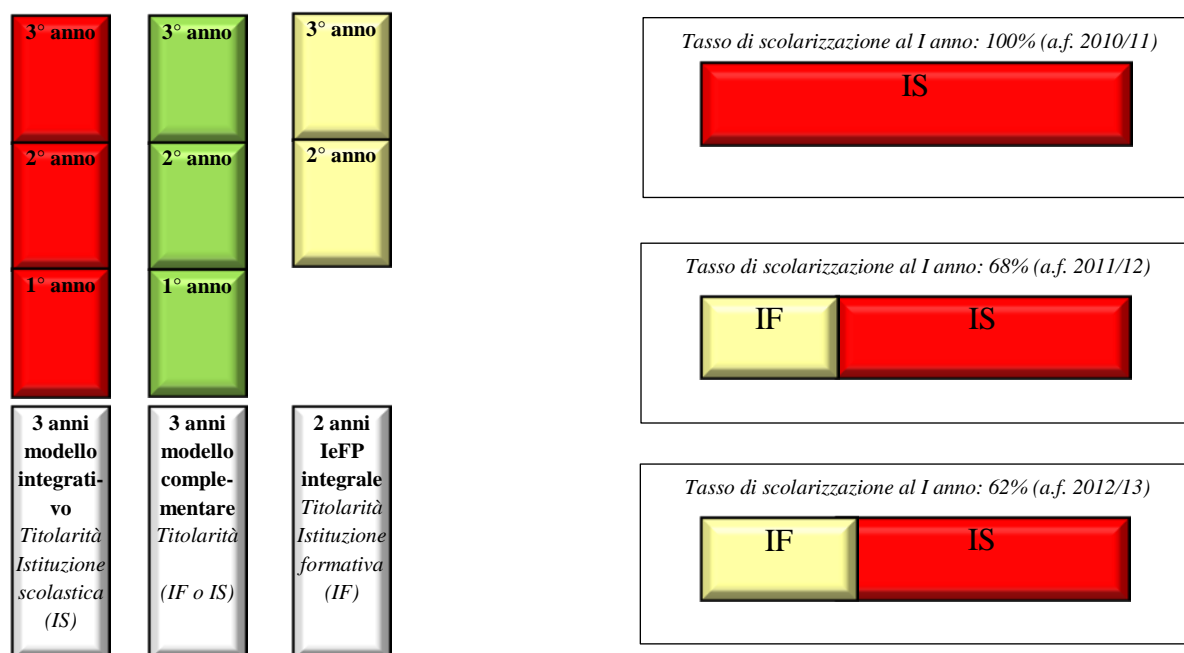 3° anno
2° anno
1° anno
3 anni
modello
integrati-
vo
Titolarità
Istituzione
scolastica
(IS)
3° anno
2° anno
1° anno
3 anni
modello
comple-
mentare
Titolarità
(IF o IS)
3° anno
2° anno
2 anni
IeFP
integrale
Titolarità
Istituzione
formativa
(IF)
Tasso di scolarizzazione al I anno: 100% (a.f. 2010/11)
IS
Tasso di scolarizzazione al I anno: 68% (a.f. 2011/12)
IF IS
Tasso di scolarizzazione al I anno: 62% (a.f. 2012/13)
IF IS